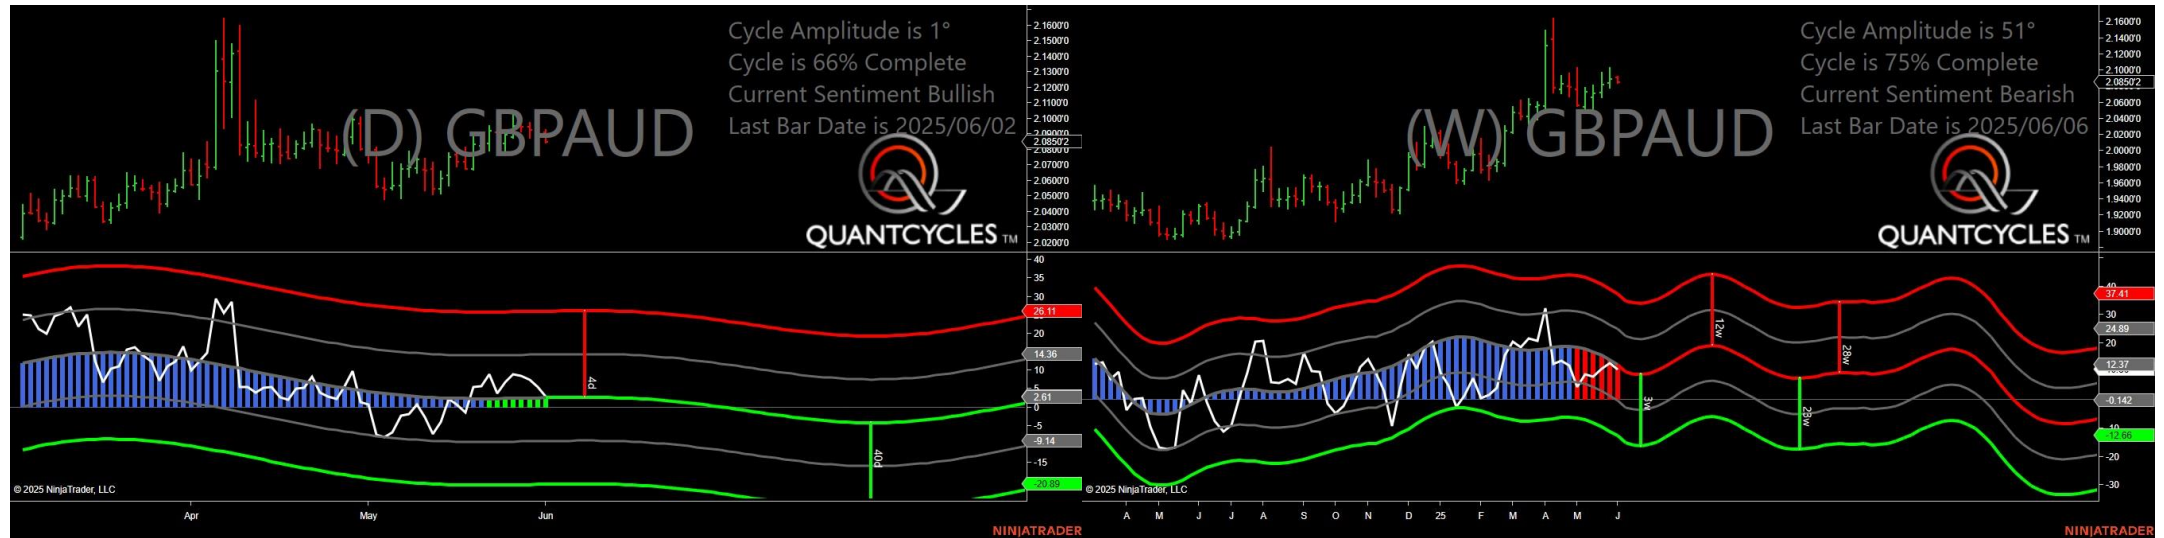 Cycle Amplitude is 1°
Cycle is 66% Complete
Current Sentiment Bullish
Last Bar Date is 2025/06/02
(D) GBPAUD
QUANTCYCLES TM
2.1600'0
2.1500'0
2.1400'0
2.1300'0
2.1200'0
2.1100'0
2.1000'0
2.0900'0
2.0850'2
2.0800'0
2.0700'0
2.0600'0
2.0500'0
2.0400'0
2.0300'0
2.0200'0
40
35
30
26.11
20
14.36
10
5
2.61
0
-5
-9.14
-15
-20.89
4d
40d
© 2025 NinjaTrader, LLC
Apr May Jun
NINJATRADER
Cycle Amplitude is 51°
Cycle is 75% Complete
Current Sentiment Bearish
Last Bar Date is 2025/06/06
(W) GBPAUD
QUANTCYCLES TM
2.1600'0
2.1400'0
2.1200'0
2.1000'0
2.0850'2
2.0600'0
2.0400'0
2.0200'0
2.0000'0
1.9800'0
1.9600'0
1.9400'0
1.9200'0
1.9000'0
40
37.41
30
24.89
20
12.37
-0.142
-10
-12.66
-20
-30
12w
28w
3w
28w
© 2025 NinjaTrader, LLC
A M J J A S O N D 25 F M A M J
NINJATRADER